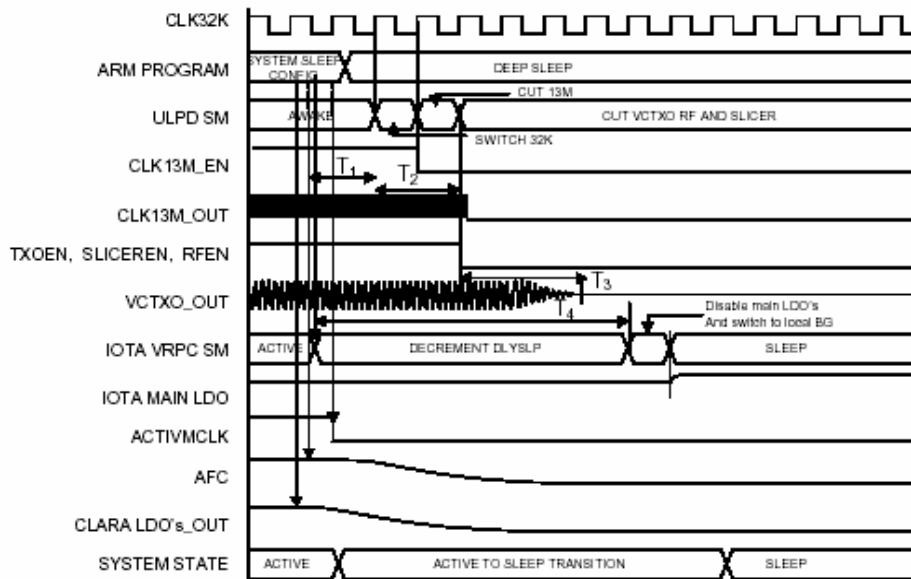 CLK32K
SYSTEM SLEEP
CONFIG
ARM PROGRAM
DEEP SLEEP
CUT 13M
ULPD SM
AWAKE
CUT VCTXO RF AND SLICER
SWITCH 32K
CLK13M_EN
T1
T2
CLK13M_OUT
TXOEN, SLICEREN, RFEN
T3
VCTXO_OUT
T4
Disable main LDO's
And switch to local BG
IOTA VRPC SM
ACTIVE
DECREMENT DLYSLP
SLEEP
IOTA MAIN LDO
ACTIVMCLK
AFC
CLARA LDO's_OUT
SYSTEM STATE
ACTIVE
ACTIVE TO SLEEP TRANSITION
SLEEP